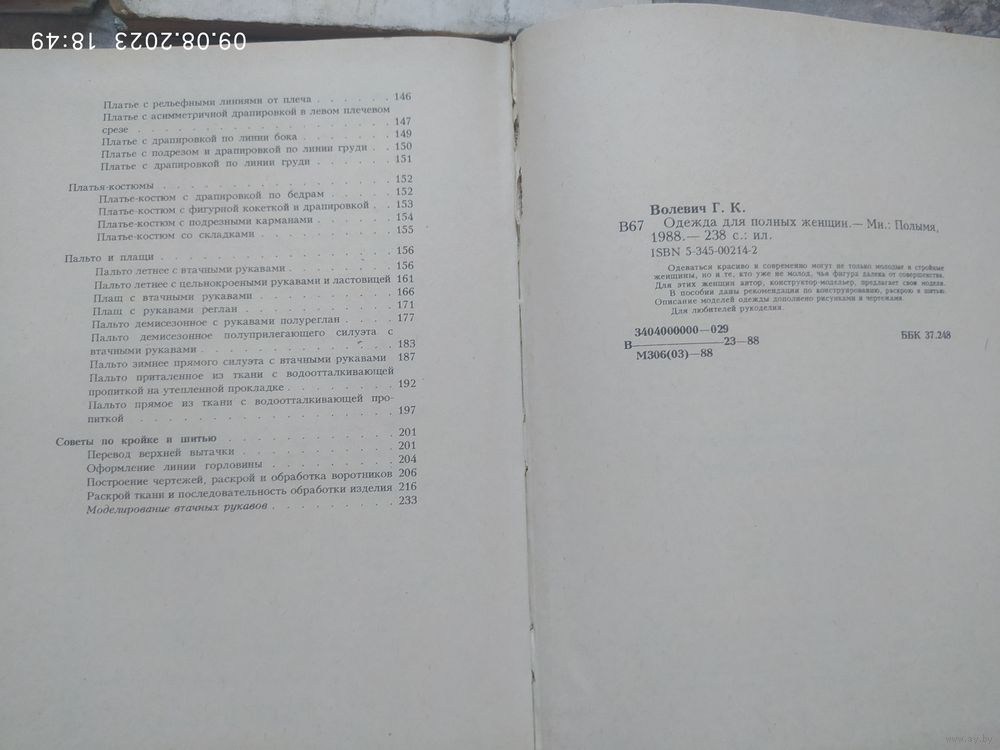 09.08.2023 18:49
Платье с рельефными линиями от плеча . . . . . . 146
Платье с асимметричной драпировкой в левом плечевом
срезе . . . . . . . . . . . . . . . . . . 147
Платье с драпировкой по линии бока . . . . . . . 149
Платье с подрезом и драпировкой по линии груди . . 150
Платье с драпировкой по линии груди . . . . . . 151
Платья-костюмы . . . . . . . . . . . . . . . . 152
Платье-костюм с драпировкой по бедрам . . . . . 152
Платье-костюм с фигурной кокеткой и драпировкой . . 153
Платье-костюм с подрезными карманами . . . . . 154
Платье-костюм со складками . . . . . . . . . . 155
Пальто и плащи . . . . . . . . . . . . . . . . 156
Пальто летнее с втачными рукавами . . . . . . . 156
Пальто летнее с цельнокроеными рукавами и ластовицей 161
Плащ с втачными рукавами . . . . . . . . . . 166
Плащ с рукавами реглан . . . . . . . . . . . 171
Пальто демисезонное с рукавами полуреглан . . . . 177
Пальто демисезонное полуприлегающего силуэта с
втачными рукавами . . . . . . . . . . . . . 183
Пальто зимнее прямого силуэта с втачными рукавами 187
Пальто приталенное из ткани с водоотталкивающей
пропиткой на утепленной прокладке . . . . . . . 192
Пальто прямое из ткани с водоотталкивающей про-
питкой . . . . . . . . . . . . . . . . . . 197
Советы по кройке и шитью . . . . . . . . . . . . 201
Перевод верхней вытачки . . . . . . . . . . . 201
Оформление линии горловины . . . . . . . . . 204
Построение чертежей, раскрой и обработка воротников 206
Раскрой ткани и последовательность обработки изделия 216
Моделирование втачных рукавов . . . . . . . . . 233
Волевич Г. К.
В67 Одежда для полных женщин.— Мн.: Полымя,
1988.— 238 с.: ил.
ISBN 5-345-00214-2
Одеваться красиво и современно могут не только молодые и стройные
женщины, но и те, кто уже не молод, чья фигура далека от совершенства.
Для этих женщин автор, конструктор-модельер, предлагает свои модели.
В пособии даны рекомендации по конструированию, раскрою и шитью.
Описание моделей одежды дополнено рисунками и чертежами.
Для любителей рукоделия.
3404000000—029
В————————23—88
М306(03)—88
ББК 37.248
www.ay.by